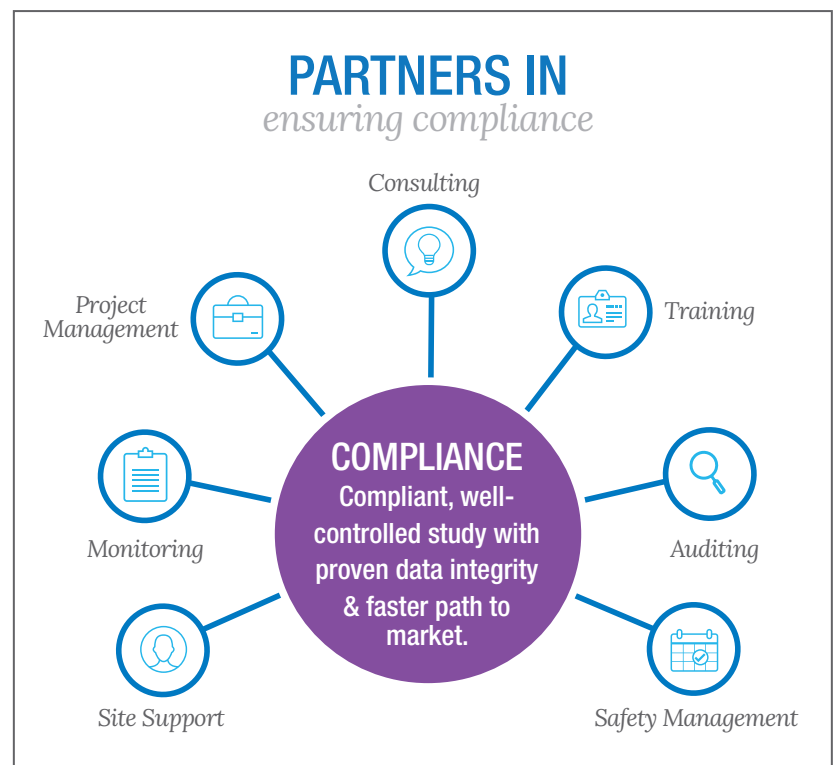 PARTNERS IN
ensuring compliance
Consulting
Project
Management
Training
COMPLIANCE
Compliant, well-
controlled study with
proven data integrity
& faster path to
market.
Monitoring
Auditing
Site Support
Safety Management